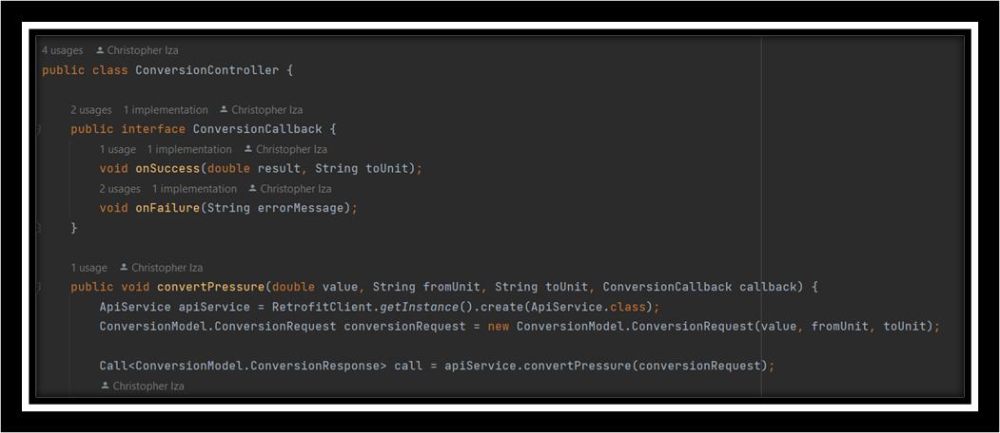 4 usages Christopher Iza
public class ConversionController {
2 usages 1 implementation Christopher Iza
public interface ConversionCallback {
1 usage 1 implementation Christopher Iza
void onSuccess(double result, String toUnit);
2 usages 1 implementation Christopher Iza
void onFailure(String errorMessage);
}
1 usage Christopher Iza
public void convertPressure(double value, String fromUnit, String toUnit, ConversionCallback callback) {
ApiService apiService = RetrofitClient.getInstance().create(ApiService.class);
ConversionModel.ConversionRequest conversionRequest = new ConversionModel.ConversionRequest(value, fromUnit, toUnit);
Call<ConversionModel.ConversionResponse> call = apiService.convertPressure(conversionRequest);
Christopher Iza